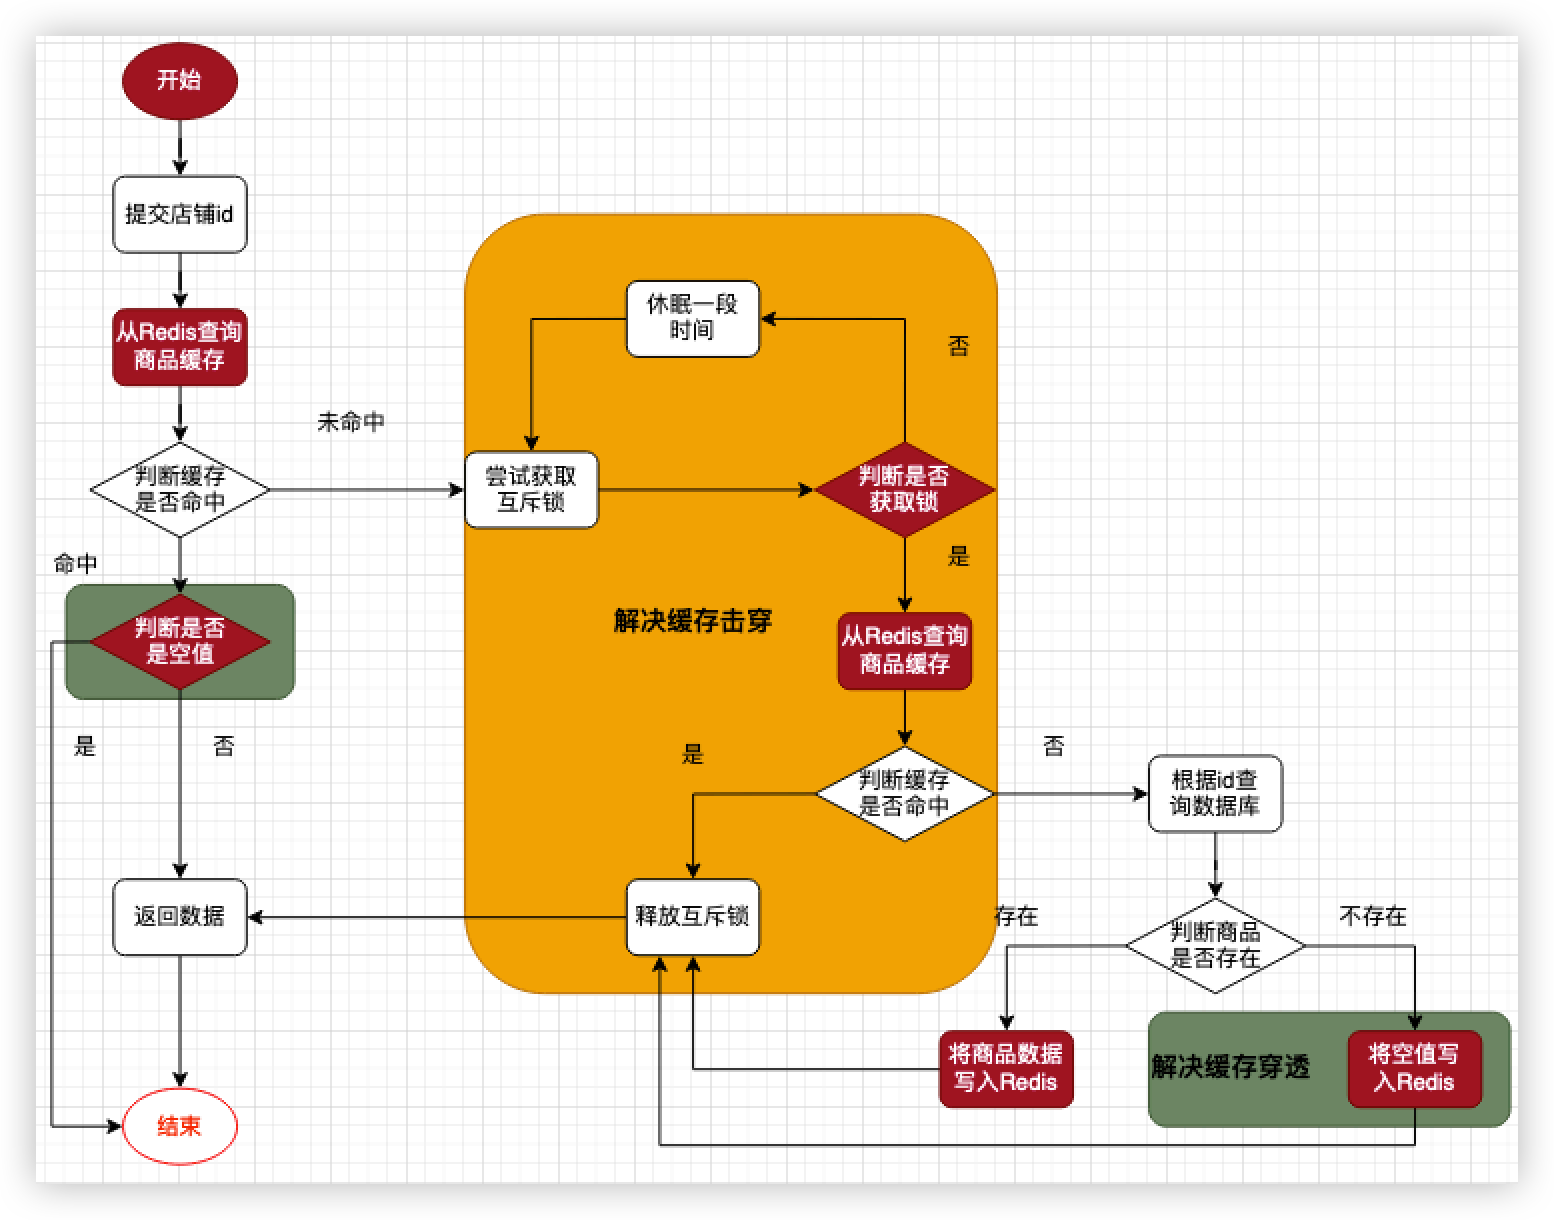 开始
提交店铺id
从Redis查询
商品缓存
未命中
判断缓存
是否命中
命中
判断是否
是空值
是
否
返回数据
结束
休眠一段
时间
否
尝试获取
互斥锁
判断是否
获取锁
是
解决缓存击穿
从Redis查询
商品缓存
是
判断缓存
是否命中
否
释放互斥锁
根据id查
询数据库
存在
判断商品
是否存在
不存在
将商品数据
写入Redis
解决缓存穿透
将空值写
入Redis